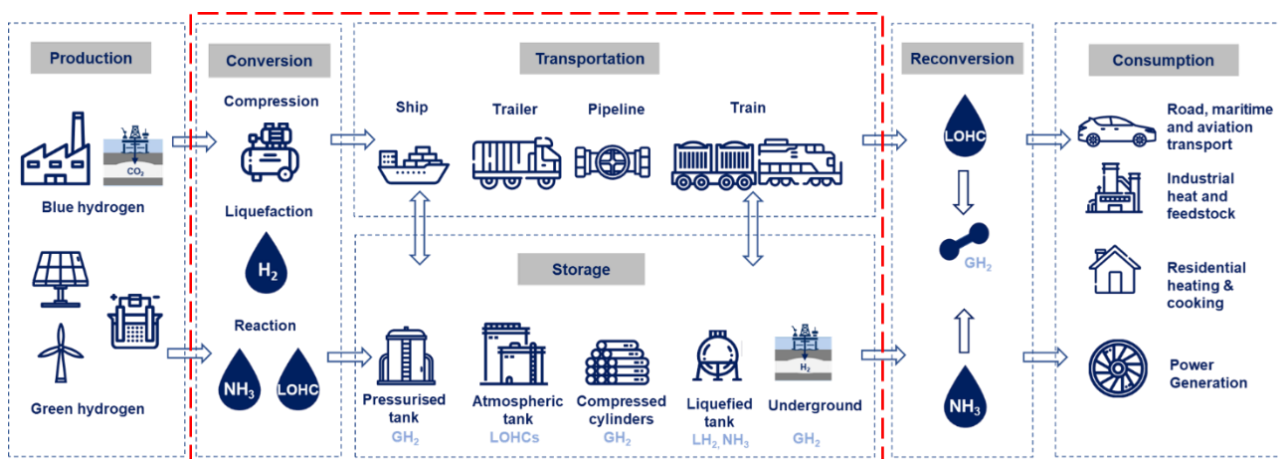 Production
CO₂
Blue hydrogen
Green hydrogen
Conversion
Compression
Liquefaction
H₂
Reaction
NH₃
LOHC
Transportation
Ship
Trailer
Pipeline
Train
Storage
Pressurised
tank
GH₂
Atmospheric
tank
LOHCs
Compressed
cylinders
GH₂
Liquefied
tank
LH₂, NH₃
H₂
Underground
GH₂
Reconversion
LOHC
GH₂
NH₃
Consumption
Road, maritime
and aviation
transport
Industrial
heat and
feedstock
Residential
heating &
cooking
Power
Generation